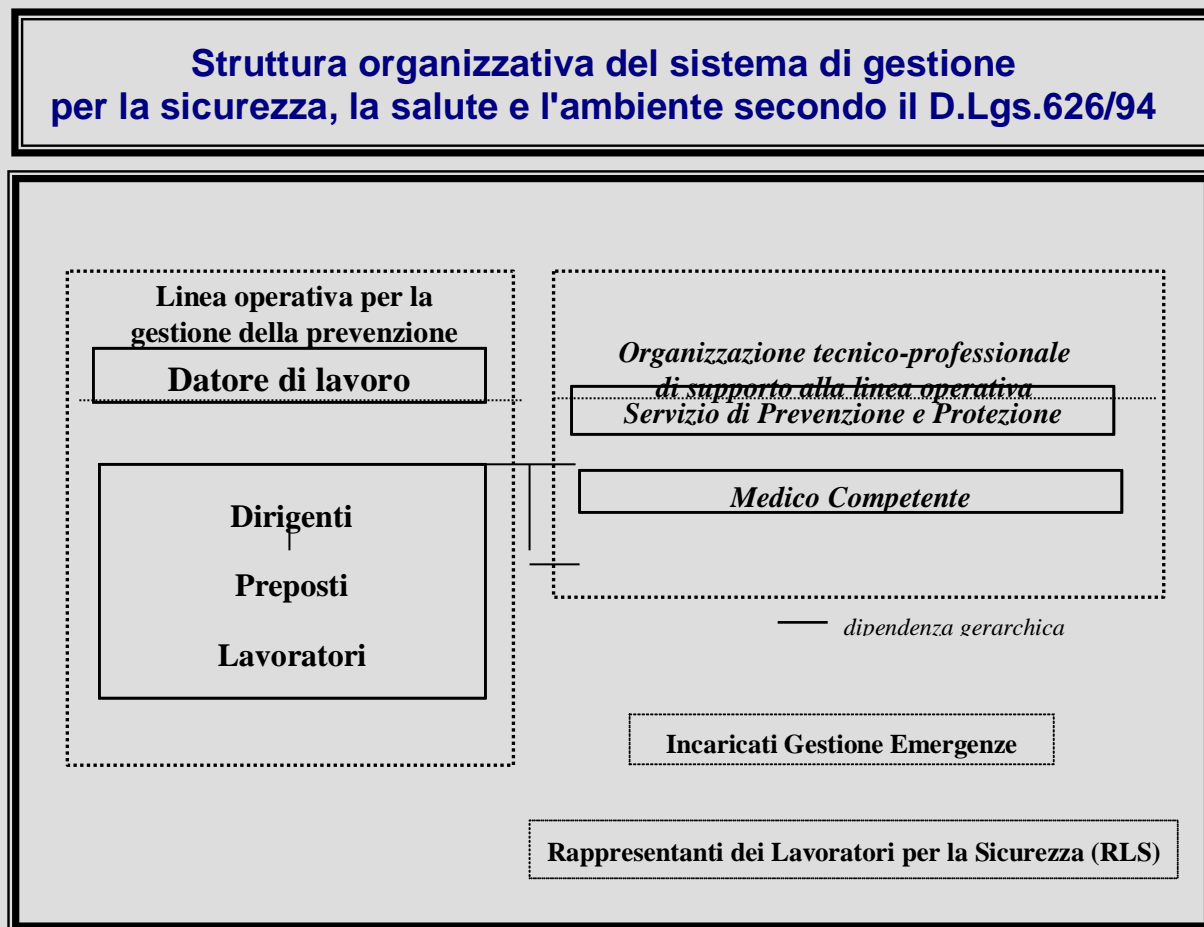 Struttura organizzativa del sistema di gestione
per la sicurezza, la salute e l'ambiente secondo il D.Lgs.626/94
Linea operativa per la
gestione della prevenzione
Datore di lavoro
Dirigenti
Preposti
Lavoratori
Organizzazione tecnico-professionale
di supporto alla linea operativa
Servizio di Prevenzione e Protezione
Medico Competente
dipendenza gerarchica
Incaricati Gestione Emergenze
Rappresentanti dei Lavoratori per la Sicurezza (RLS)